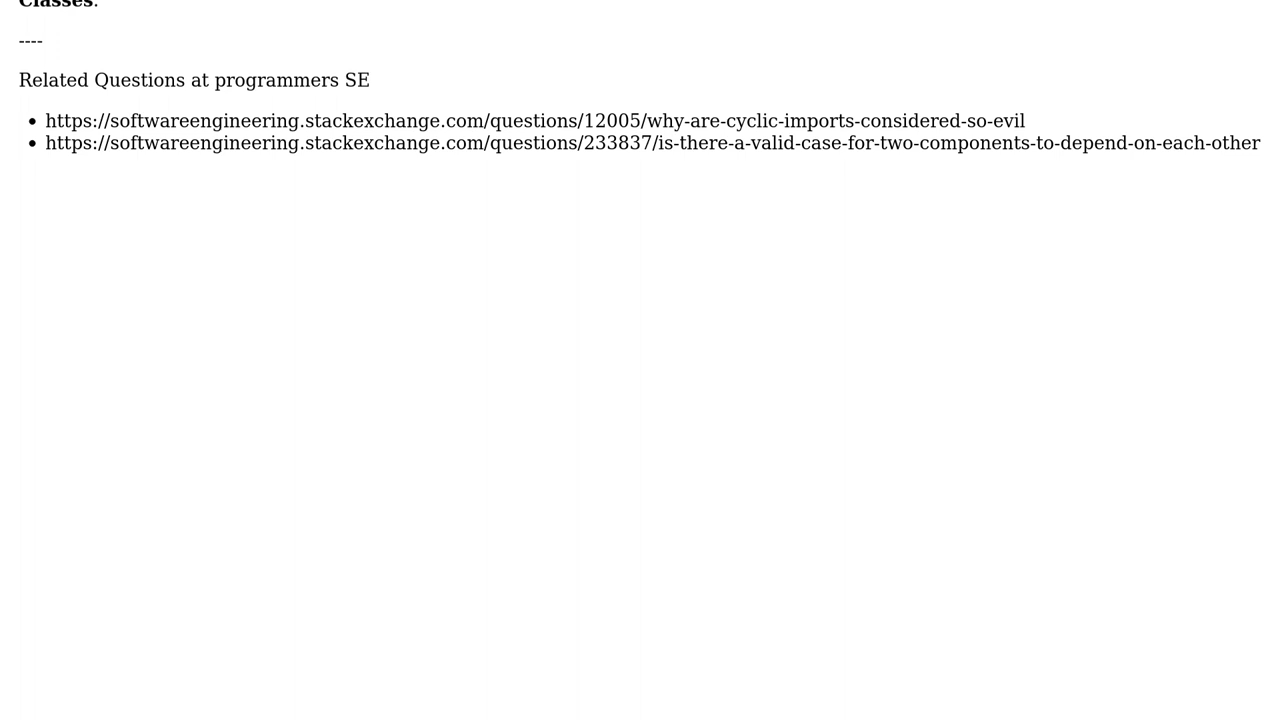 Classes.
----
Related Questions at programmers SE
• https://softwareengineering.stackexchange.com/questions/12005/why-are-cyclic-imports-considered-so-evil
• https://softwareengineering.stackexchange.com/questions/233837/is-there-a-valid-case-for-two-components-to-depend-on-each-other